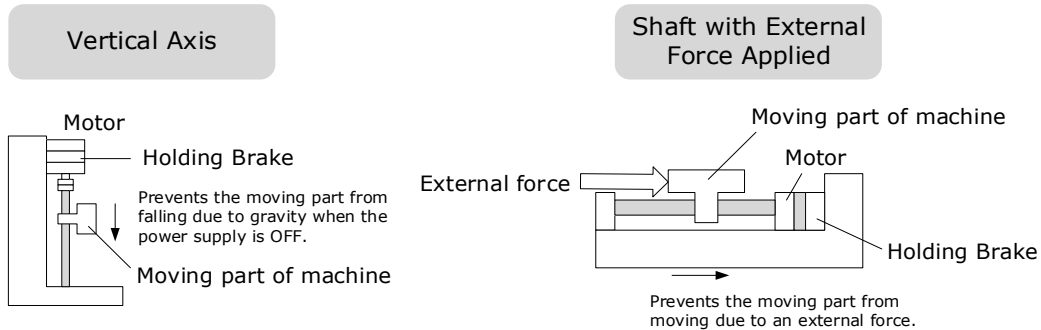 Vertical Axis
Motor
Holding Brake
Prevents the moving part from
falling due to gravity when the
power supply is OFF.
Moving part of machine
Shaft with External
Force Applied
Moving part of machine
Motor
External force
Holding Brake
Prevents the moving part from
moving due to an external force.